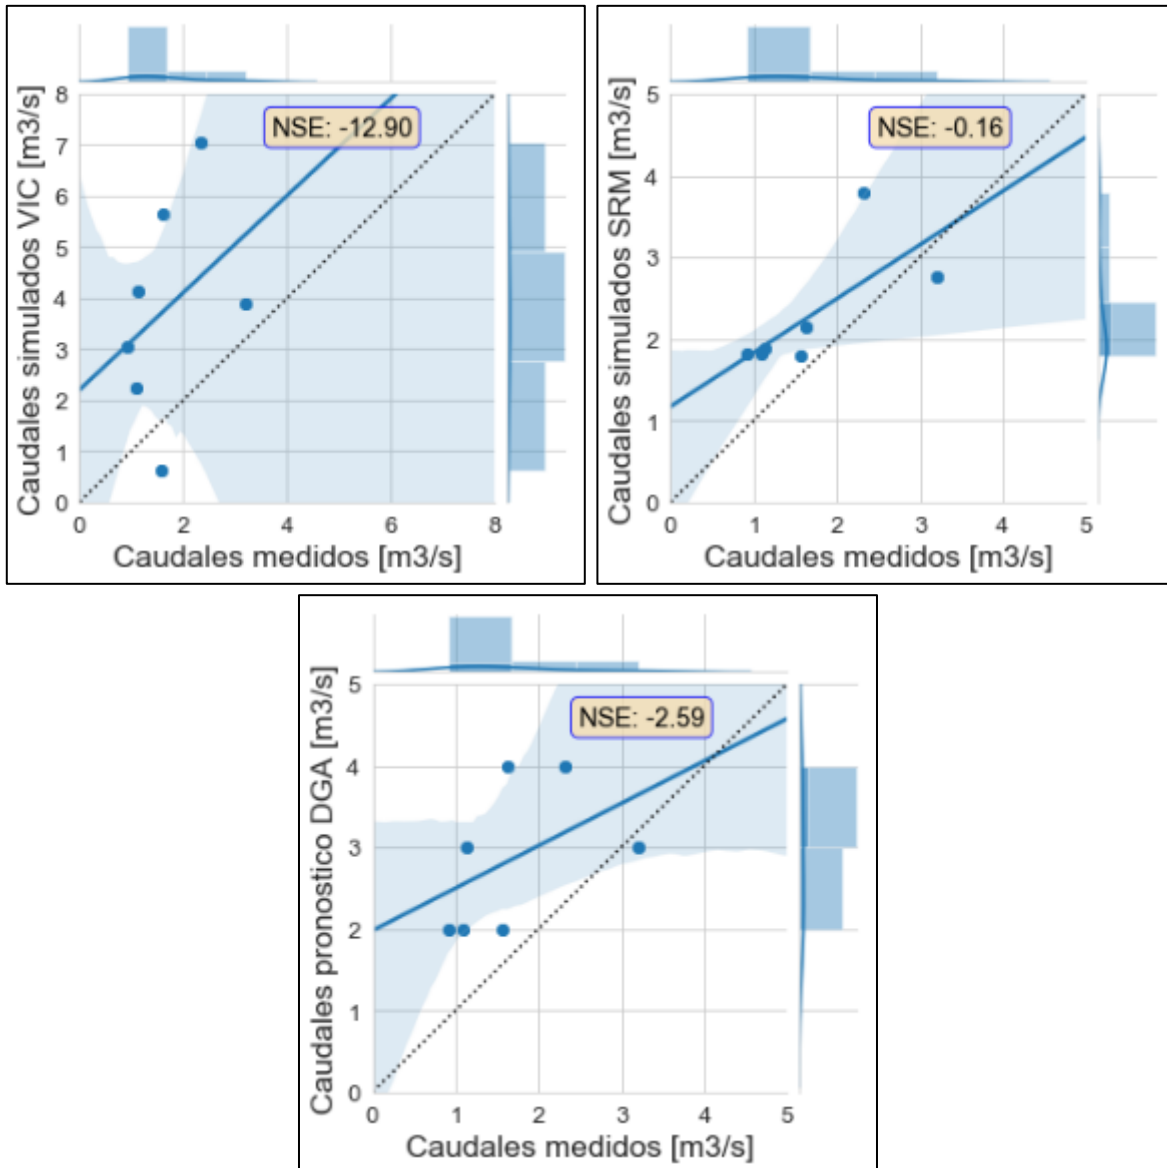 Caudales simulados VIC [m3/s]
8
7
6
5
4
3
2
1
0
NSE: -12.90
0 2 4 6 8
Caudales medidos [m3/s]
Caudales simulados SRM [m3/s]
5
4
3
2
1
0
NSE: -0.16
0 1 2 3 4 5
Caudales medidos [m3/s]
Caudales pronostico DGA [m3/s]
5
4
3
2
1
0
NSE: -2.59
0 1 2 3 4 5
Caudales medidos [m3/s]